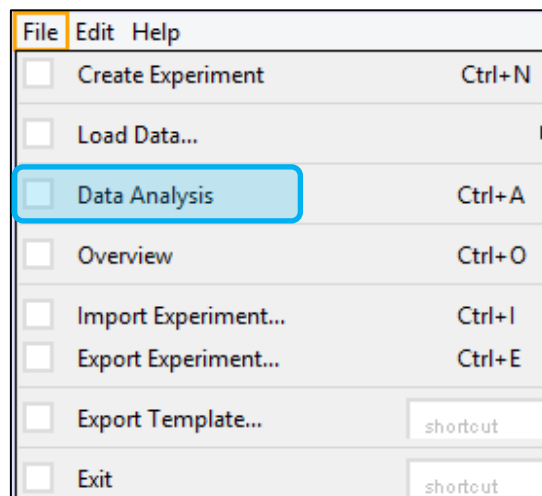 File Edit Help
Create Experiment Ctrl+N
Load Data...
Data Analysis Ctrl+A
Overview Ctrl+O
Import Experiment... Ctrl+I
Export Experiment... Ctrl+E
Export Template... shortcut
Exit shortcut